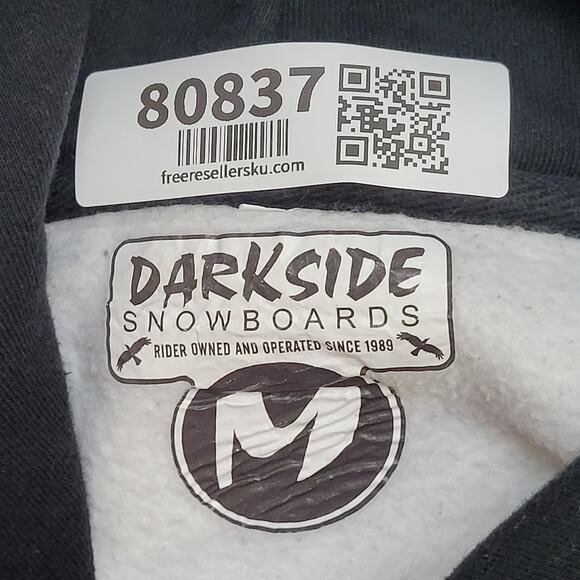 80837
freeresellersku.com
DARKSIDE
SNOWBOARDS
RIDER OWNED AND OPERATED SINCE 1989
M